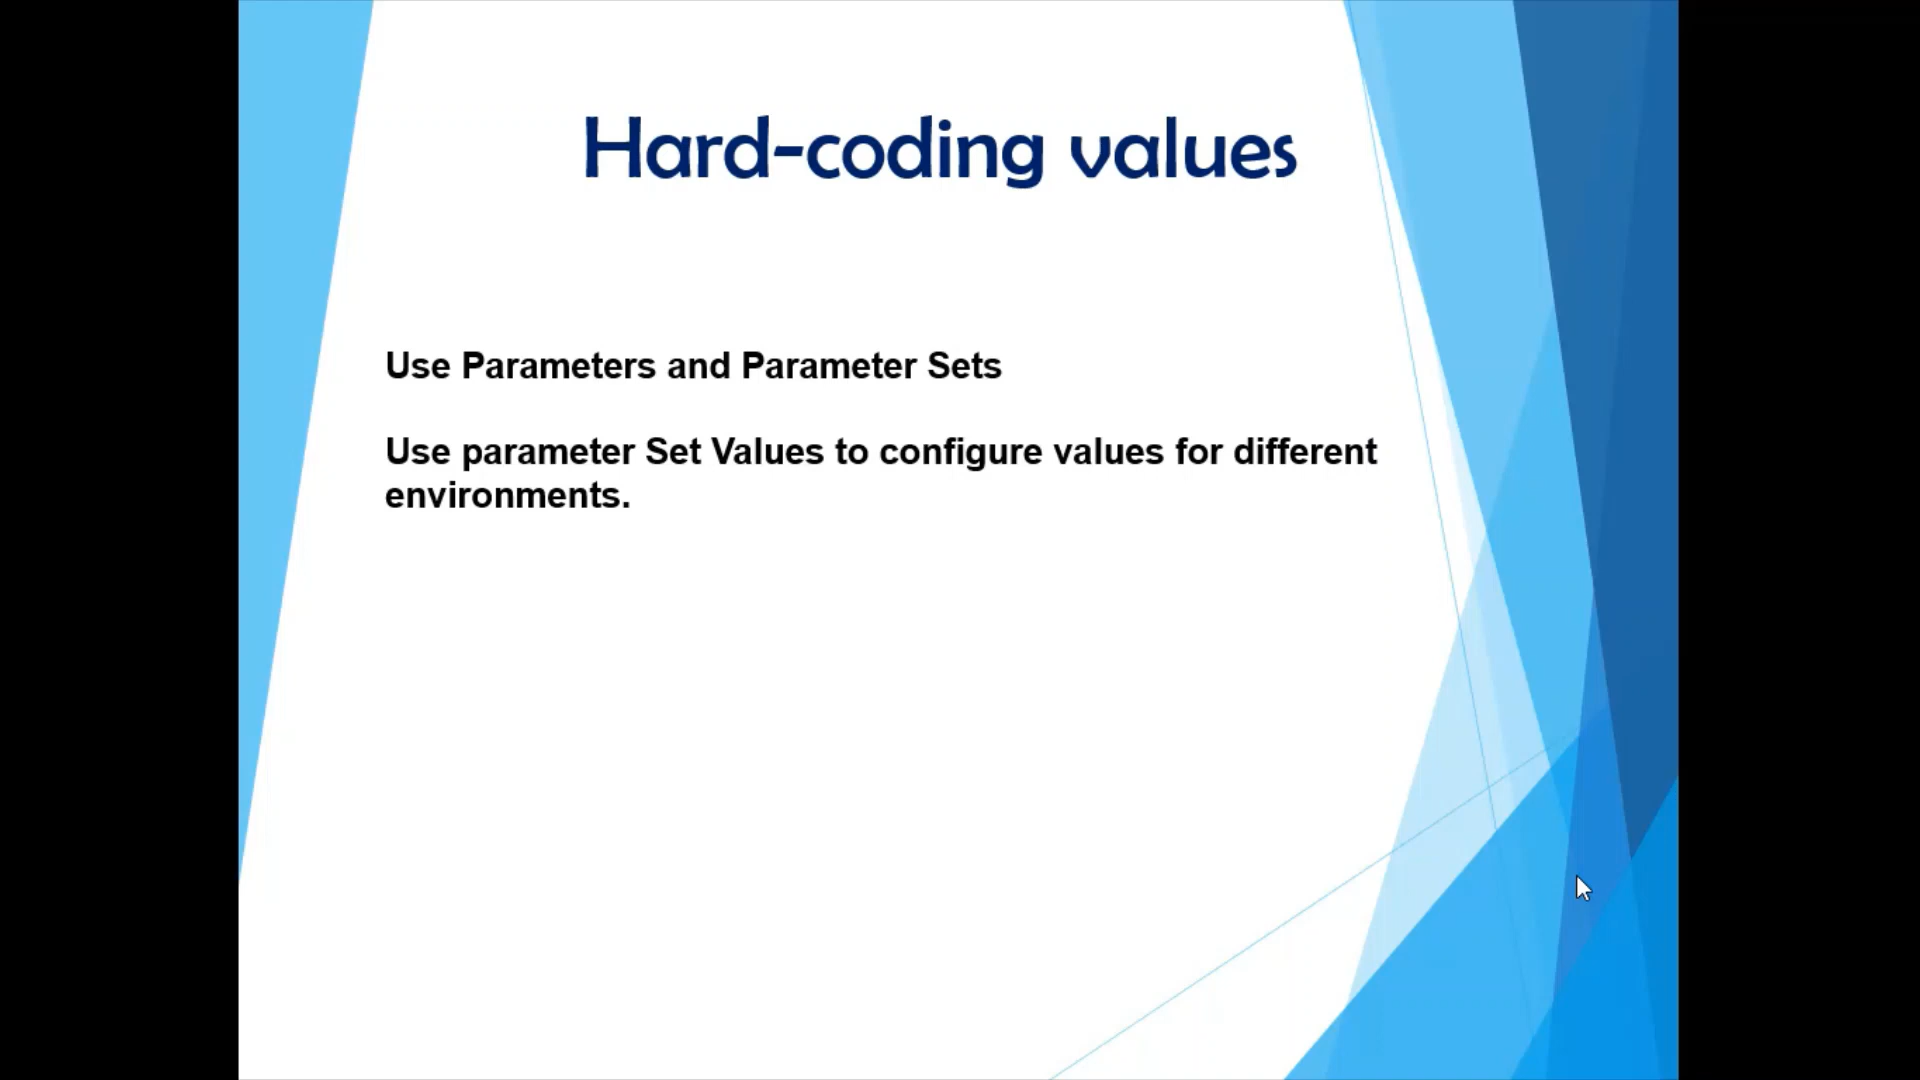 Hard-coding values
Use Parameters and Parameter Sets
Use parameter Set Values to configure values for different
environments.